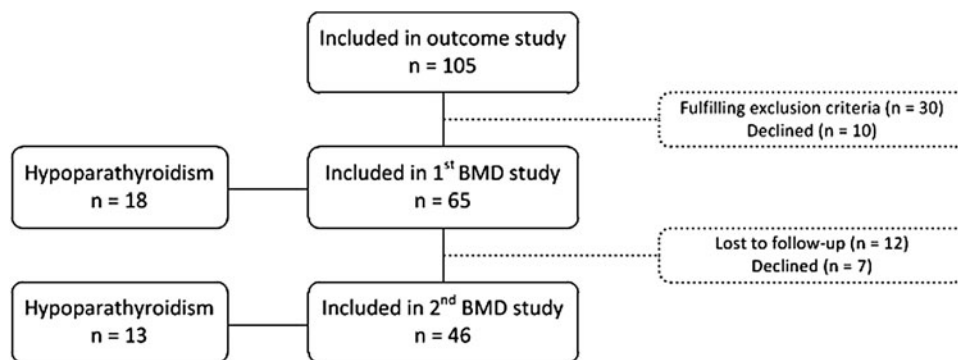 Included in outcome study
n = 105
Fulfilling exclusion criteria (n = 30)
Declined (n = 10)
Hypoparathyroidism
n = 18
Included in 1st BMD study
n = 65
Lost to follow-up (n = 12)
Declined (n = 7)
Hypoparathyroidism
n = 13
Included in 2nd BMD study
n = 46